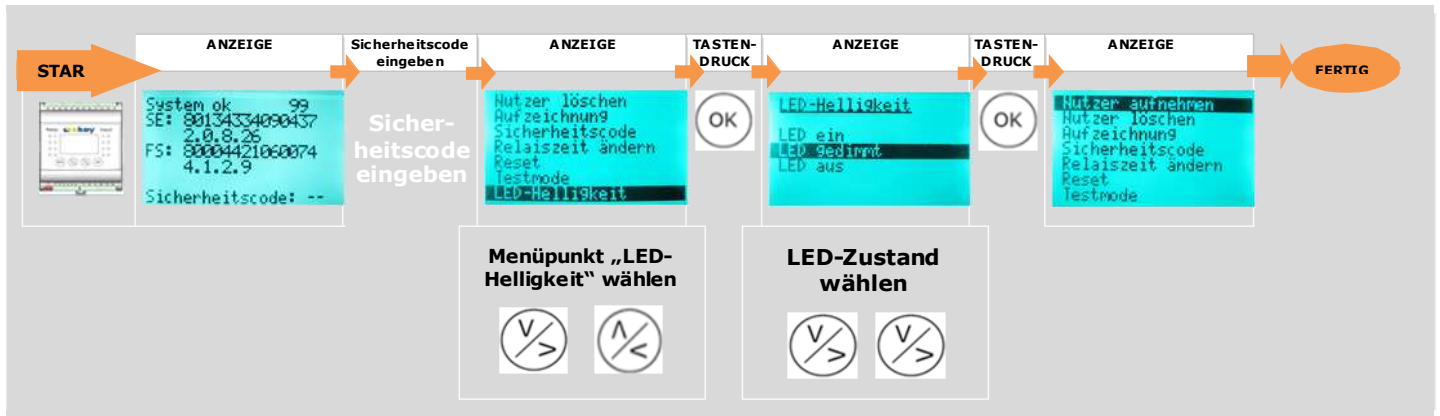 ANZEIGE
Sicherheitscode
eingeben
ANZEIGE
TASTEN-
DRUCK
ANZEIGE
TASTEN-
DRUCK
ANZEIGE
STAR
FERTIG
System ok 99
SE: 80134334090437
2.0.8.26
FS: 80004421060074
4.1.2.9
Sicherheitscode: --
Sicher-
heitscode
eingeben
Nutzer löschen
Aufzeichnung
Sicherheitscode
Relaiszeit ändern
Reset
Testmode
LED-Helligkeit
OK
LED-Helligkeit
LED ein
LED gedimmt
LED aus
OK
Nutzer aufnehmen
Nutzer löschen
Aufzeichnung
Sicherheitscode
Relaiszeit ändern
Reset
Testmode
Menüpunkt „LED-
Helligkeit“ wählen
V/> Λ/<
LED-Zustand
wählen
V/> V/>